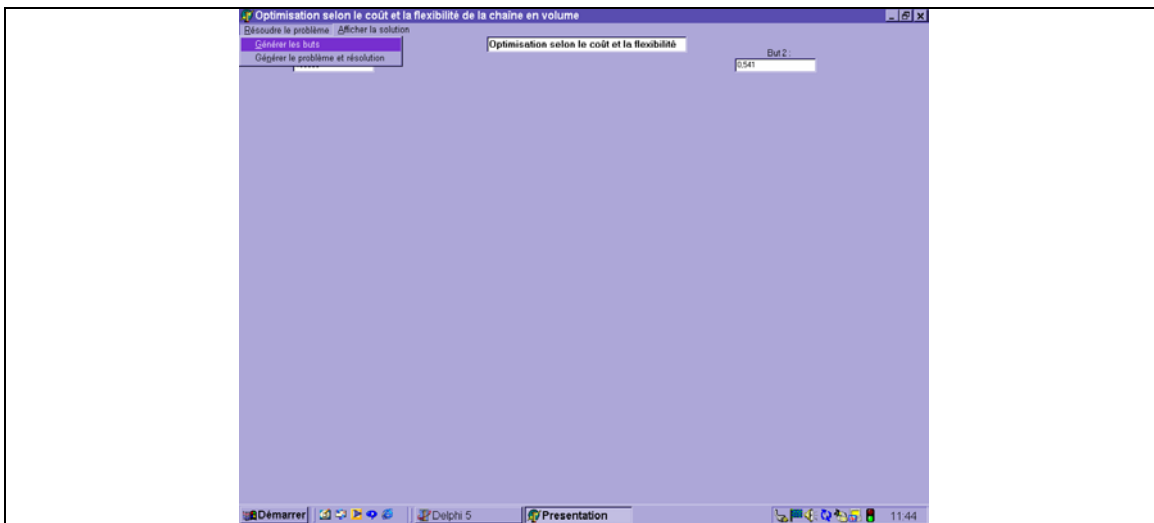 Optimisation selon le coût et la flexibilité de la chaîne en volume
Résoudre le problème Afficher la solution
Générer les buts
Optimisation selon le coût et la flexibilité
But 2 :
Générer le problème et résolution
0,541
Démarrer Delphi 5 Presentation 11:44